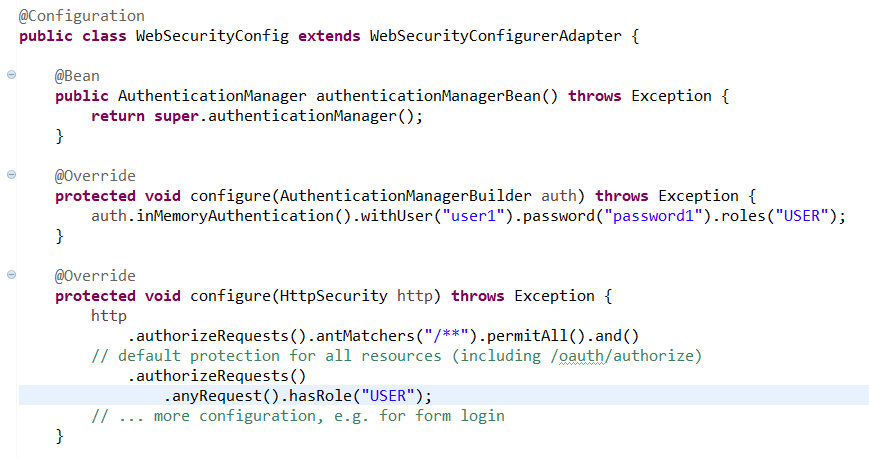 @Configuration
public class WebSecurityConfig extends WebSecurityConfigurerAdapter {
@Bean
public AuthenticationManager authenticationManagerBean() throws Exception {
return super.authenticationManager();
}
@Override
protected void configure(AuthenticationManagerBuilder auth) throws Exception {
auth.inMemoryAuthentication().withUser("user1").password("password1").roles("USER");
}
@Override
protected void configure(HttpSecurity http) throws Exception {
http
.authorizeRequests().antMatchers("/**").permitAll().and()
// default protection for all resources (including /oauth/authorize)
.authorizeRequests()
.anyRequest().hasRole("USER");
// ... more configuration, e.g. for form login
}